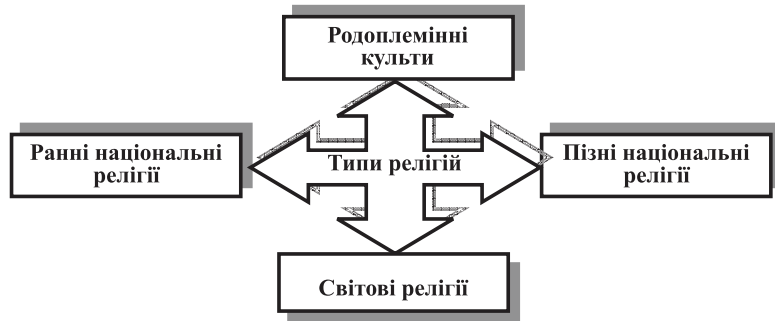 Родоплемінні
культи
Ранні національні
релігії
Типи релігій
Пізні національні
релігії
Світові релігії